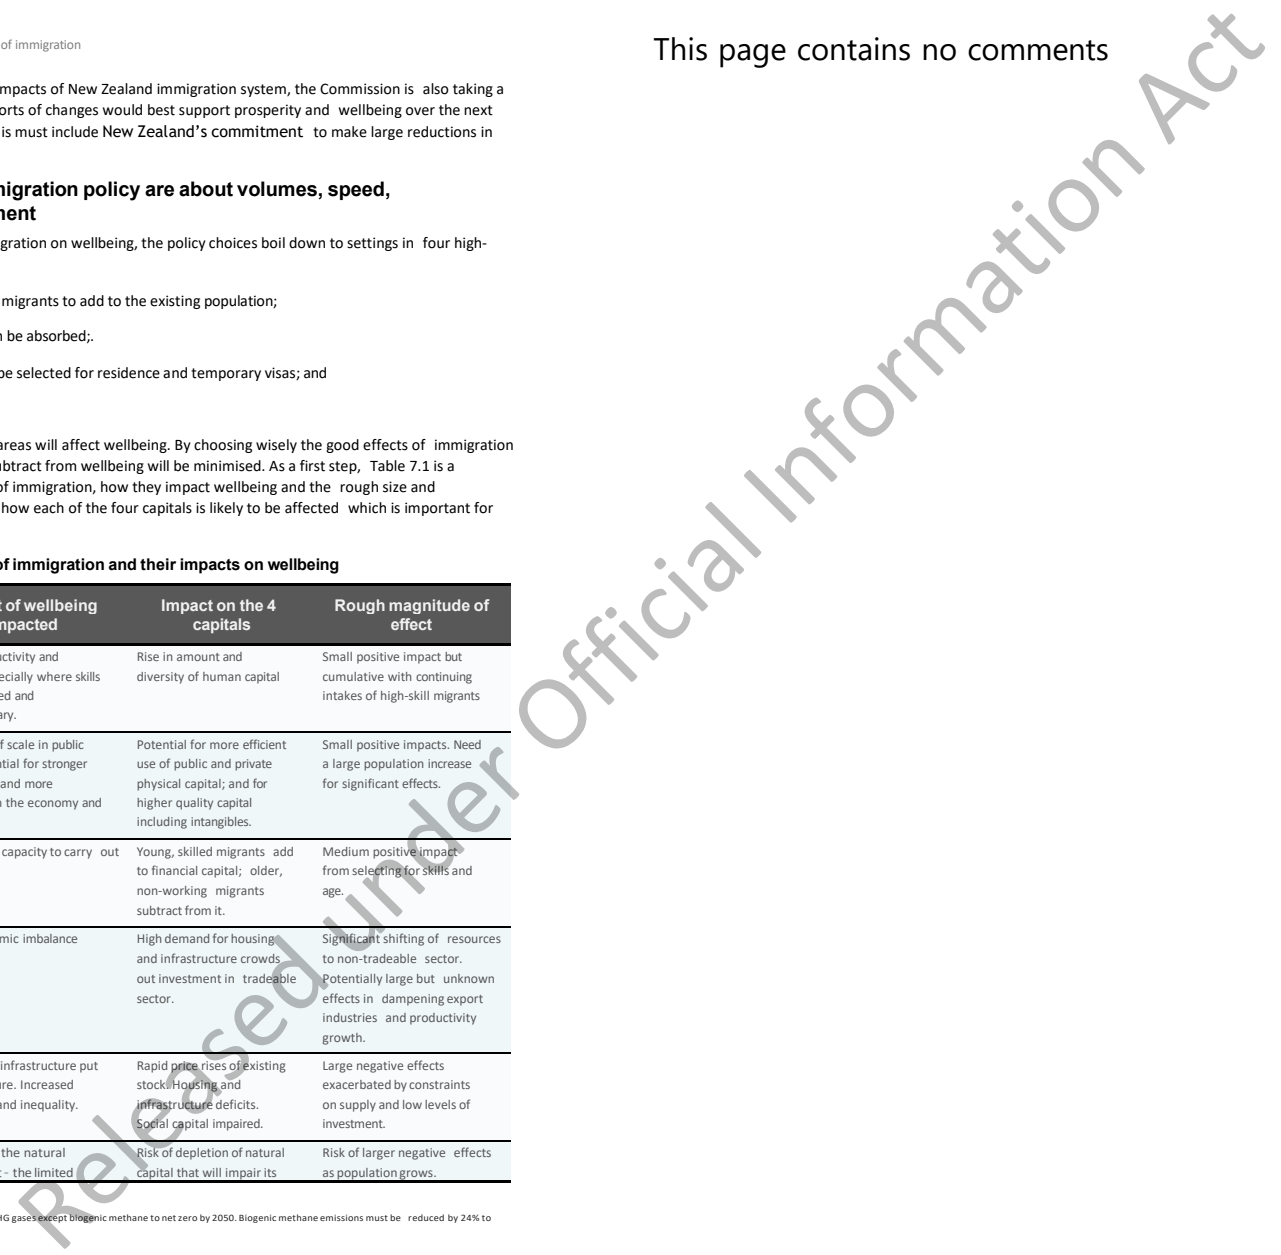 of immigration
This page contains no comments
mpacts of New Zealand immigration system, the Commission is also taking a
orts of changes would best support prosperity and wellbeing over the next
is must include New Zealand's commitment to make large reductions in
migration policy are about volumes, speed,
ment
gration on wellbeing, the policy choices boil down to settings in four high-
migrants to add to the existing population;
n be absorbed;.
be selected for residence and temporary visas; and
areas will affect wellbeing. By choosing wisely the good effects of immigration
ubtract from wellbeing will be minimised. As a first step, Table 7.1 is a
of immigration, how they impact wellbeing and the rough size and
how each of the four capitals is likely to be affected which is important for
of immigration and their impacts on wellbeing
t of wellbeing
mpacted
Impact on the 4
capitals
Rough magnitude of
effect
uctivity and
ecially where skills
ed and
ary.
Rise in amount and
diversity of human capital
Small positive impact but
cumulative with continuing
intakes of high-skill migrants
f scale in public
ntial for stronger
and more
n the economy and
Potential for more efficient
use of public and private
physical capital; and for
higher quality capital
including intangibles.
Small positive impacts. Need
a large population increase
for significant effects.
capacity to carry out
Young, skilled migrants add
to financial capital; older,
non-working migrants
subtract from it.
Medium positive impact
from selecting for skills and
age.
mic imbalance
High demand for housing
and infrastructure crowds
out investment in tradeable
sector.
Significant shifting of resources
to non-tradeable sector.
Potentially large but unknown
effects in dampening export
industries and productivity
growth.
infrastructure put
ure. Increased
and inequality.
Rapid price rises of existing
stock. Housing and
infrastructure deficits.
Social capital impaired.
Large negative effects
exacerbated by constraints
on supply and low levels of
investment.
the natural
t - the limited
Risk of depletion of natural
capital that will impair its
Risk of larger negative effects
as population grows.
HG gases except biogenic methane to net zero by 2050. Biogenic methane emissions must be reduced by 24% to
Released under Official Information Act